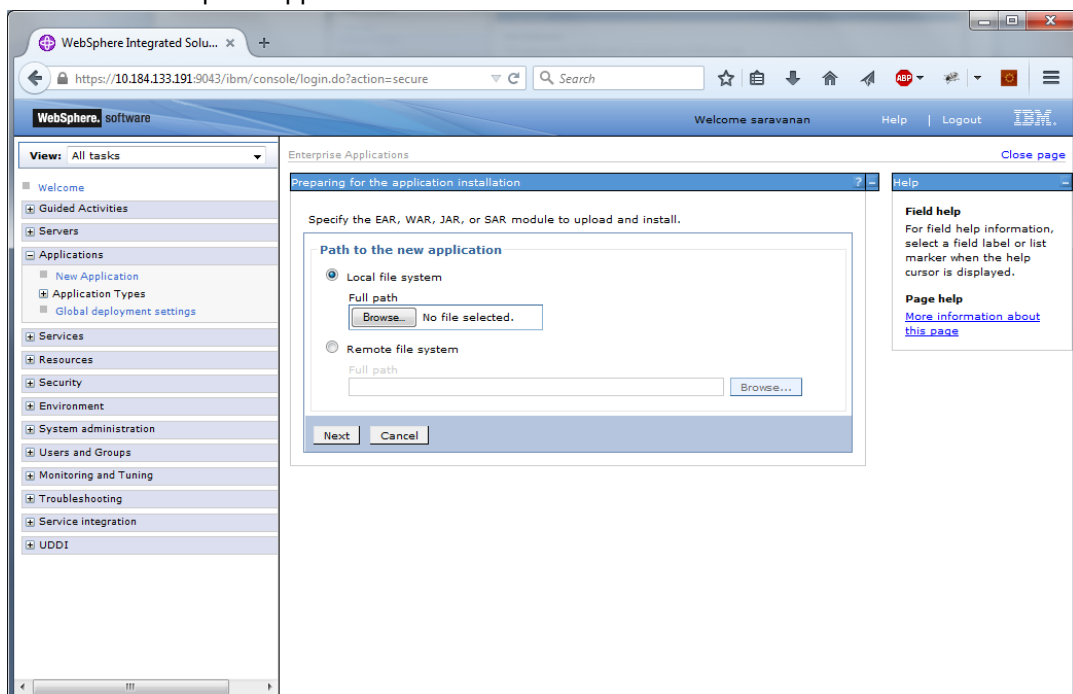 WebSphere Integrated Solu... × +
https://10.184.133.191:9043/ibm/console/login.do?action=secure
Search
ABP
WebSphere. software
Welcome saravanan
Help | Logout
IBM.
View: All tasks
Welcome
Guided Activities
Servers
Applications
New Application
Application Types
Global deployment settings
Services
Resources
Security
Environment
System administration
Users and Groups
Monitoring and Tuning
Troubleshooting
Service integration
UDDI
Enterprise Applications
Close page
Preparing for the application installation ? -
Specify the EAR, WAR, JAR, or SAR module to upload and install.
Path to the new application
Local file system
Full path
Browse... No file selected.
Remote file system
Full path
Browse...
Next Cancel
Help -
Field help
For field help information,
select a field label or list
marker when the help
cursor is displayed.
Page help
More information about
this page